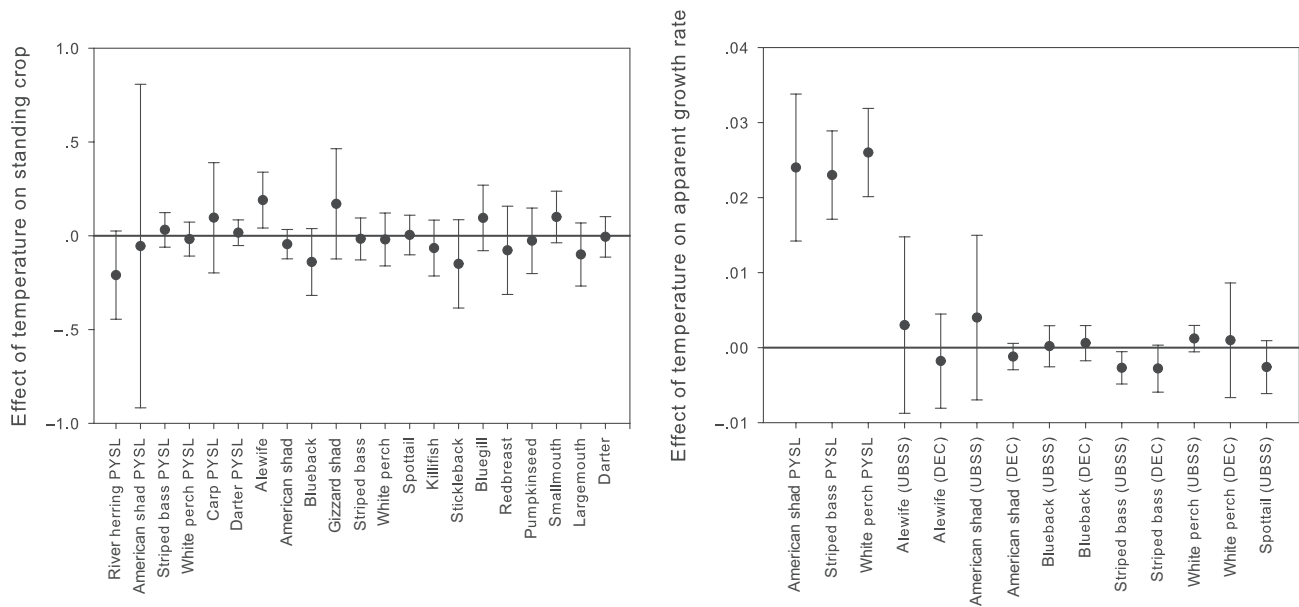 Effect of temperature on standing crop
1.0
.5
.0
−.5
−1.0
River herring PYSL
American shad PYSL
Striped bass PYSL
White perch PYSL
Carp PYSL
Darter PYSL
Alewife
American shad
Blueback
Gizzard shad
Striped bass
White perch
Spottail
Killifish
Stickleback
Bluegill
Redbreast
Pumpkinseed
Smallmouth
Largemouth
Darter
Effect of temperature on apparent growth rate
.04
.03
.02
.01
.00
−.01
American shad PYSL
Striped bass PYSL
White perch PYSL
Alewife (UBSS)
Alewife (DEC)
American shad (UBSS)
American shad (DEC)
Blueback (UBSS)
Blueback (DEC)
Striped bass (UBSS)
Striped bass (DEC)
White perch (UBSS)
White perch (DEC)
Spottail (UBSS)